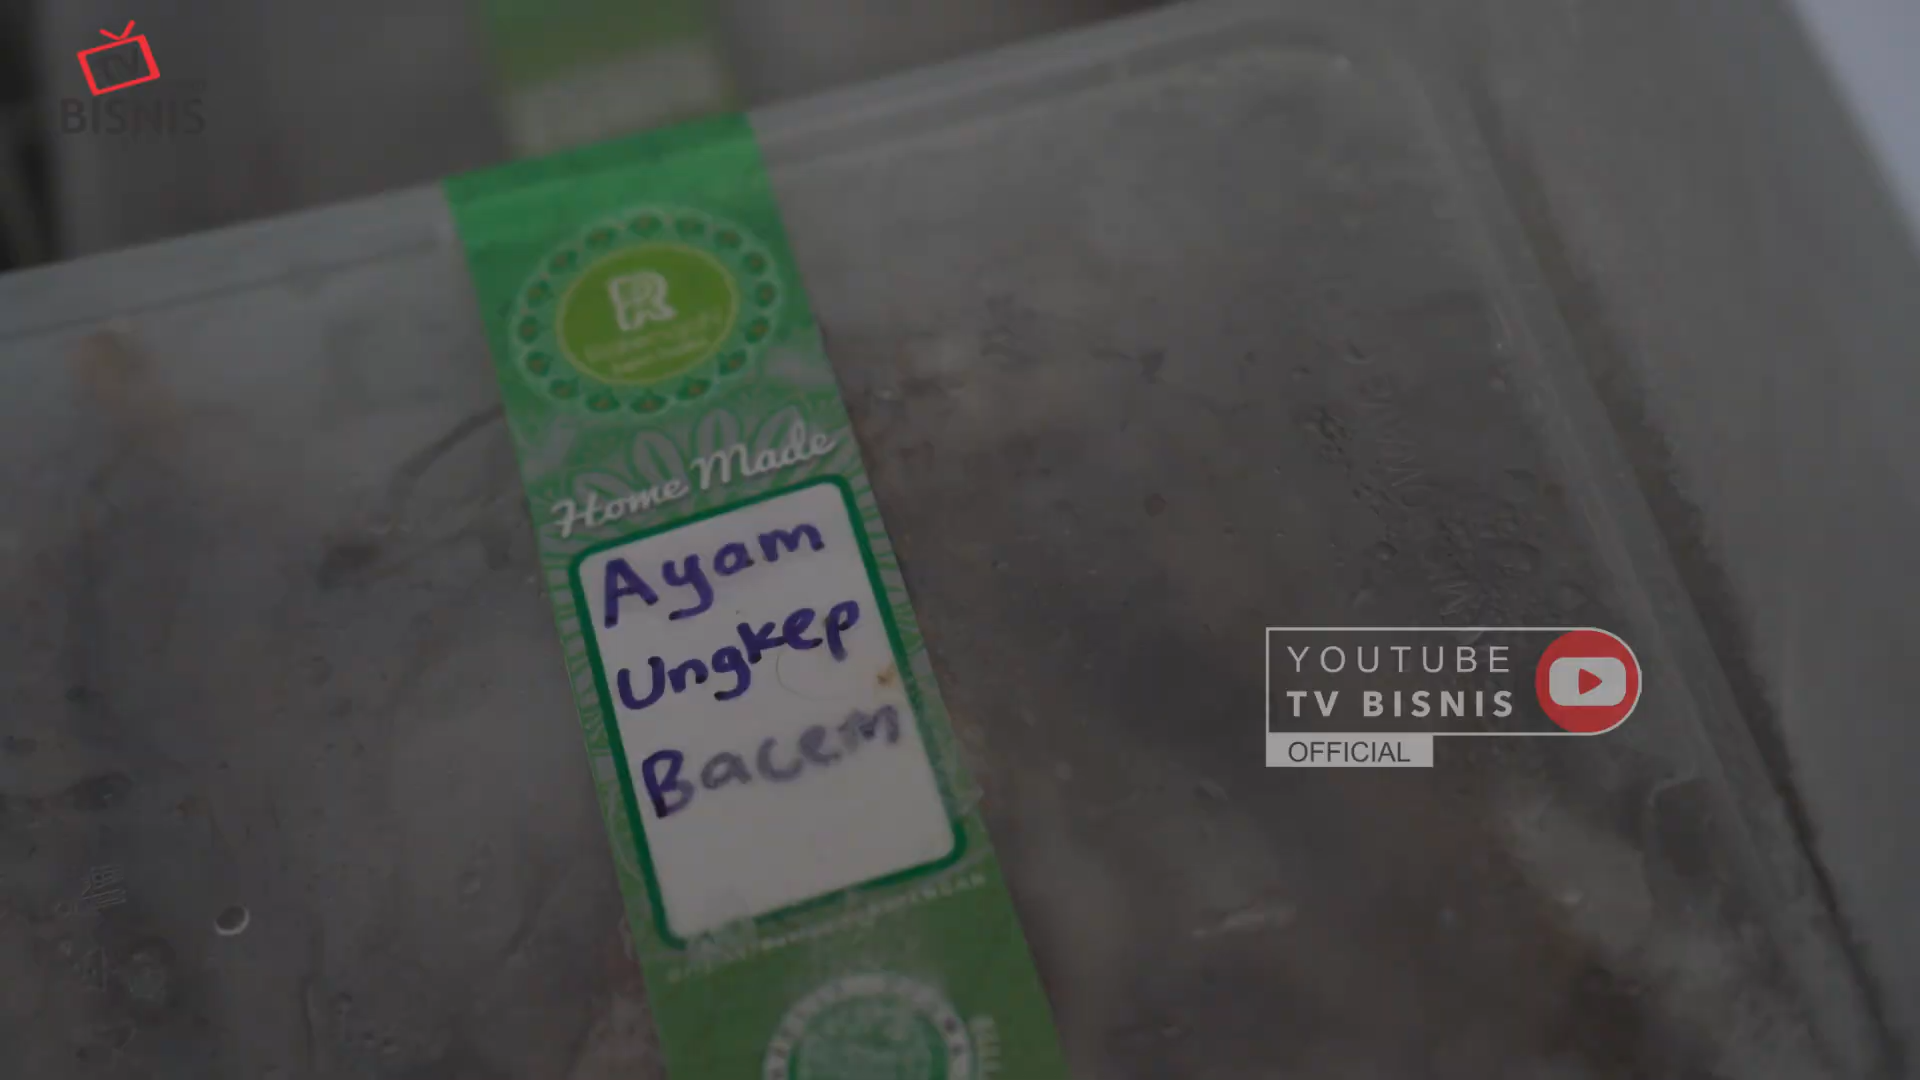 TV
BISNIS
R
Home Made
Ayam
Ungkep
Bacem
YOUTUBE
TV BISNIS
OFFICIAL